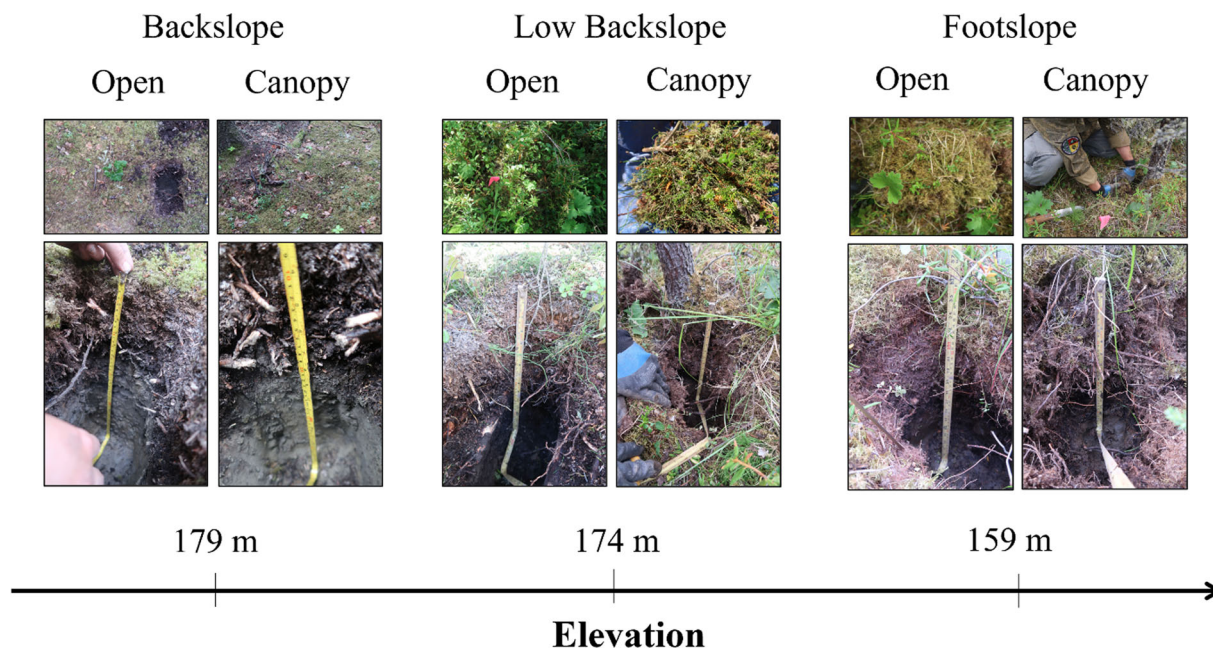 Backslope
Low Backslope
Footslope
Open
Canopy
Open
Canopy
Open
Canopy
179 m
174 m
159 m
Elevation